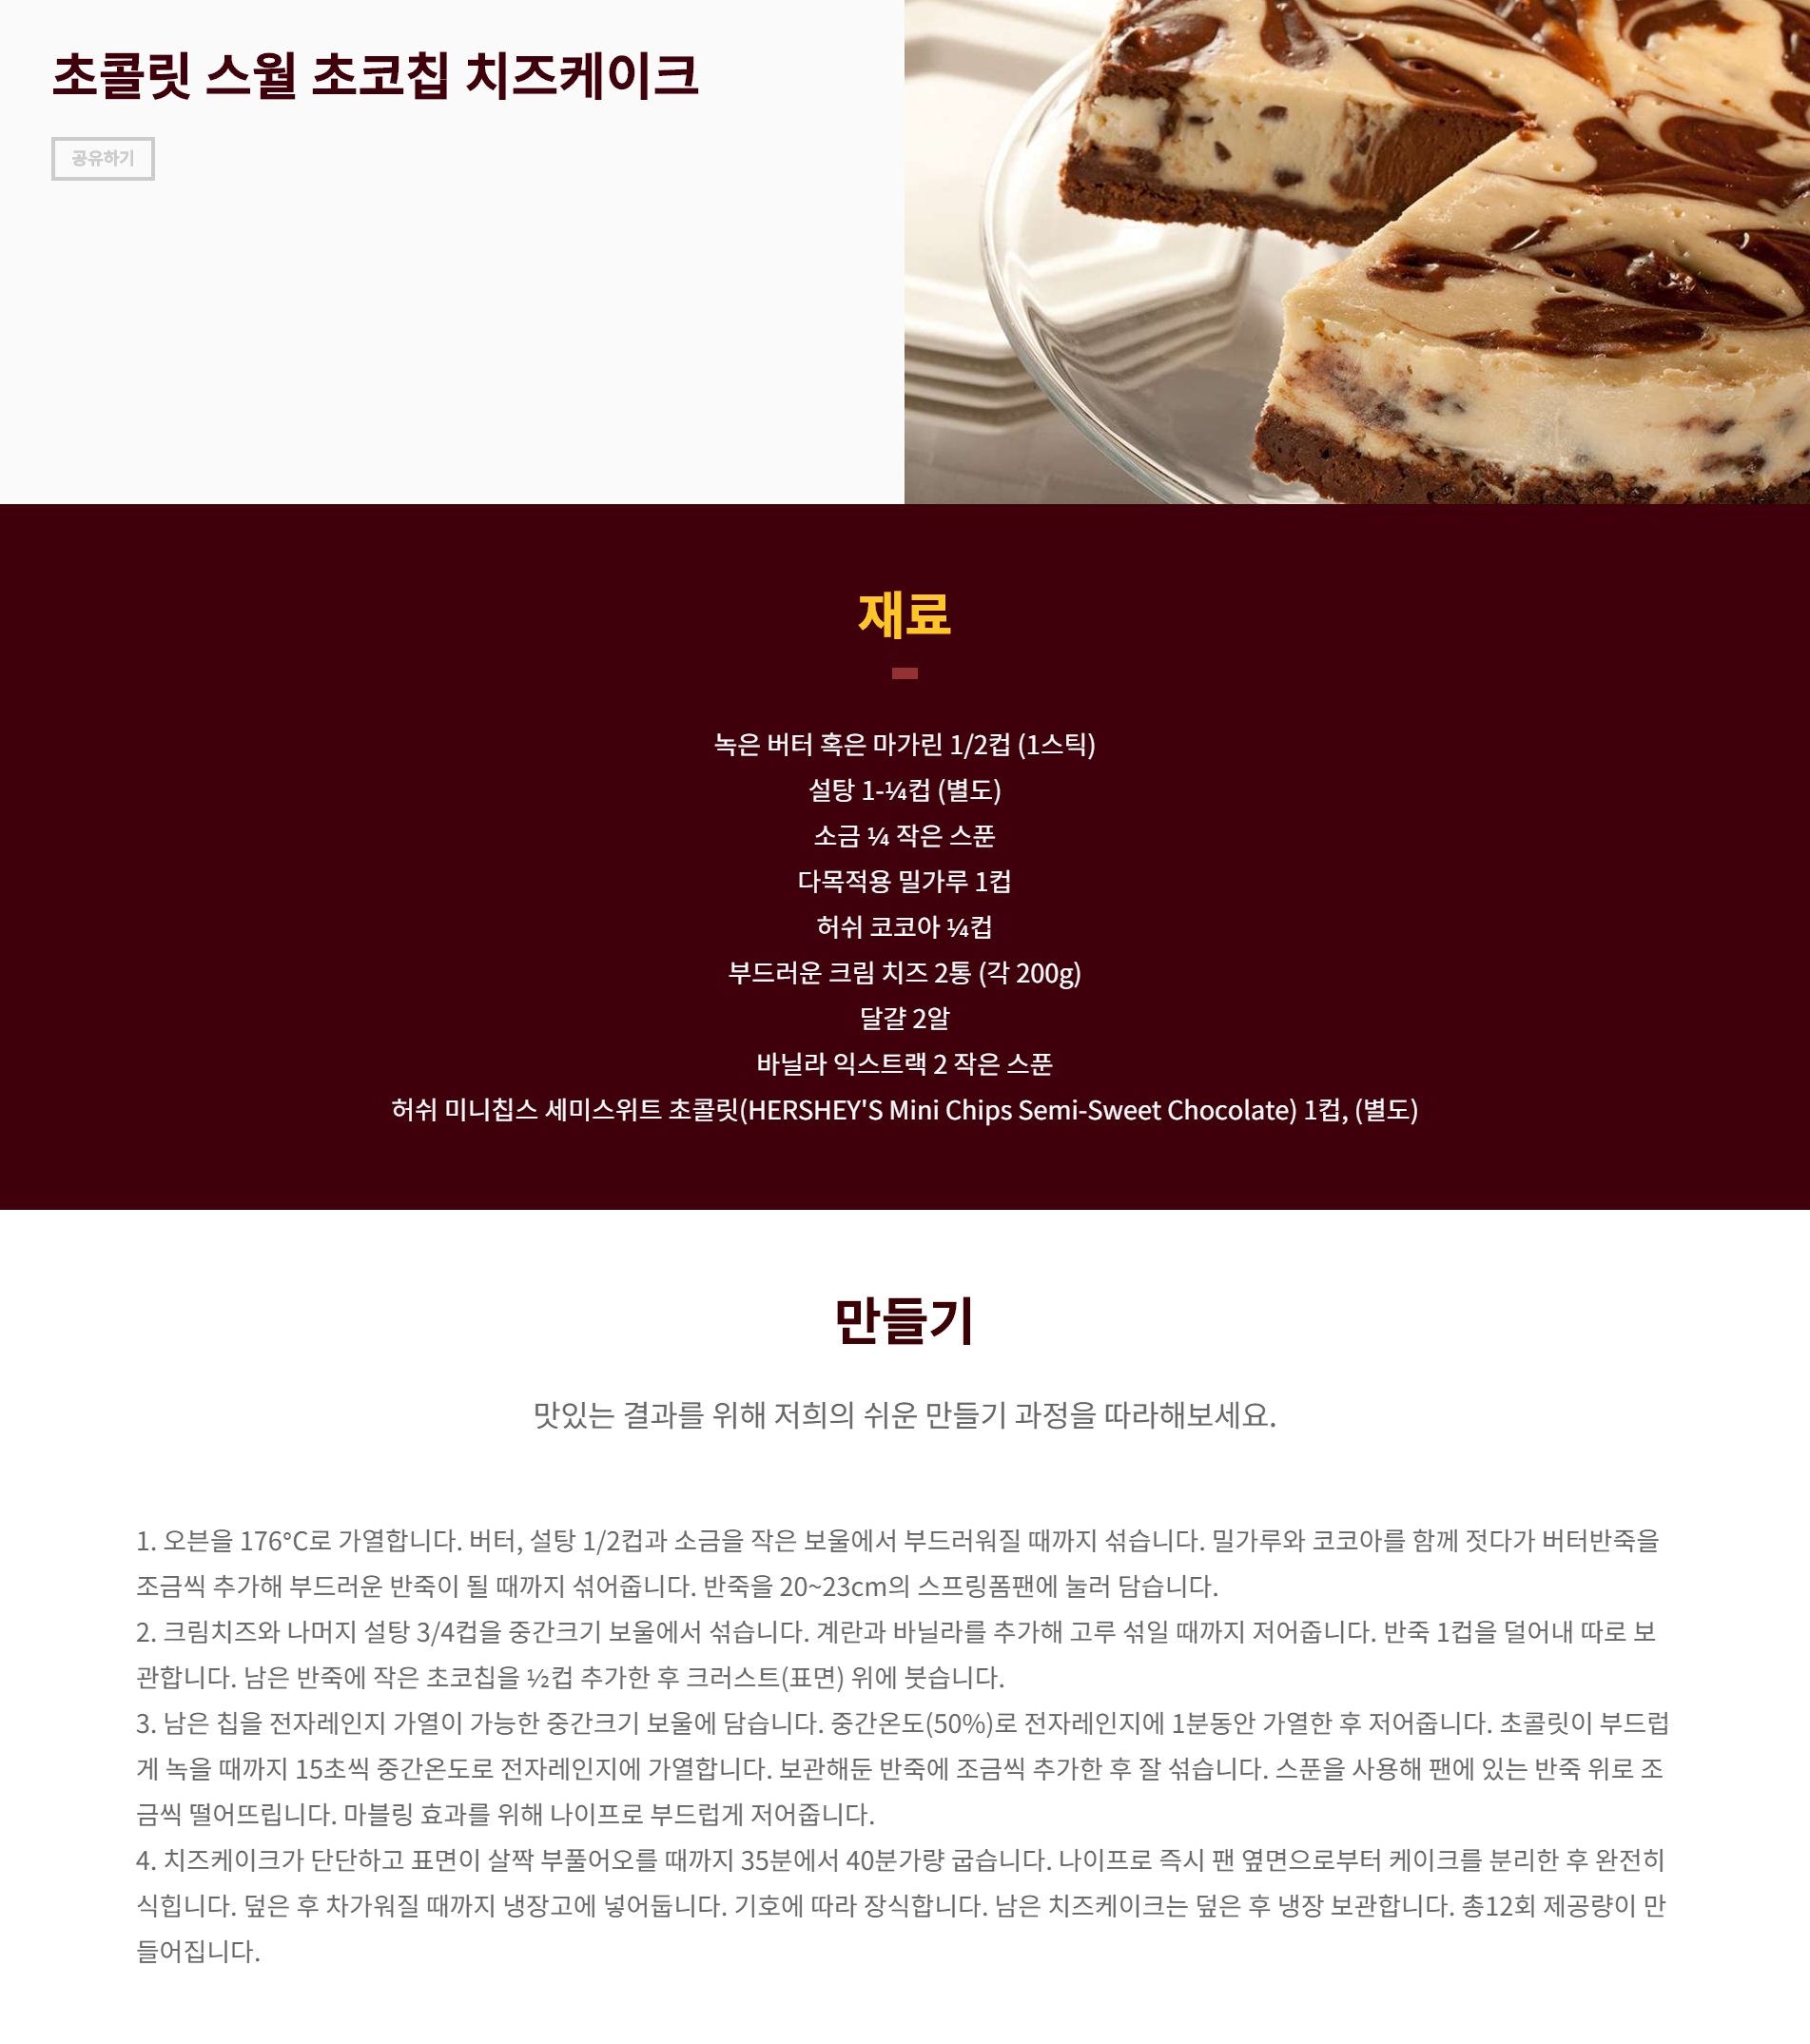 초콜릿 스월 초코칩 치즈케이크
공유하기
재료
녹은 버터 혹은 마가린 1/2컵 (1스틱)
설탕 1-¼컵 (별도)
소금 ¼ 작은 스푼
다목적용 밀가루 1컵
허쉬 코코아 ¼컵
부드러운 크림 치즈 2통 (각 200g)
달걀 2알
바닐라 익스트랙 2 작은 스푼
허쉬 미니칩스 세미스위트 초콜릿(HERSHEY'S Mini Chips Semi-Sweet Chocolate) 1컵, (별도)
만들기
맛있는 결과를 위해 저희의 쉬운 만들기 과정을 따라해보세요.
1. 오븐을 176°C로 가열합니다. 버터, 설탕 1/2컵과 소금을 작은 보울에서 부드러워질 때까지 섞습니다. 밀가루와 코코아를 함께 젓다가 버터반죽을
조금씩 추가해 부드러운 반죽이 될 때까지 섞어줍니다. 반죽을 20~23cm의 스프링폼팬에 눌러 담습니다.
2. 크림치즈와 나머지 설탕 3/4컵을 중간크기 보울에서 섞습니다. 계란과 바닐라를 추가해 고루 섞일 때까지 저어줍니다. 반죽 1컵을 덜어내 따로 보
관합니다. 남은 반죽에 작은 초코칩을 ½컵 추가한 후 크러스트(표면) 위에 붓습니다.
3. 남은 칩을 전자레인지 가열이 가능한 중간크기 보울에 담습니다. 중간온도(50%)로 전자레인지에 1분동안 가열한 후 저어줍니다. 초콜릿이 부드럽
게 녹을 때까지 15초씩 중간온도로 전자레인지에 가열합니다. 보관해둔 반죽에 조금씩 추가한 후 잘 섞습니다. 스푼을 사용해 팬에 있는 반죽 위로 조
금씩 떨어뜨립니다. 마블링 효과를 위해 나이프로 부드럽게 저어줍니다.
4. 치즈케이크가 단단하고 표면이 살짝 부풀어오를 때까지 35분에서 40분가량 굽습니다. 나이프로 즉시 팬 옆면으로부터 케이크를 분리한 후 완전히
식힙니다. 덮은 후 차가워질 때까지 냉장고에 넣어둡니다. 기호에 따라 장식합니다. 남은 치즈케이크는 덮은 후 냉장 보관합니다. 총12회 제공량이 만
들어집니다.